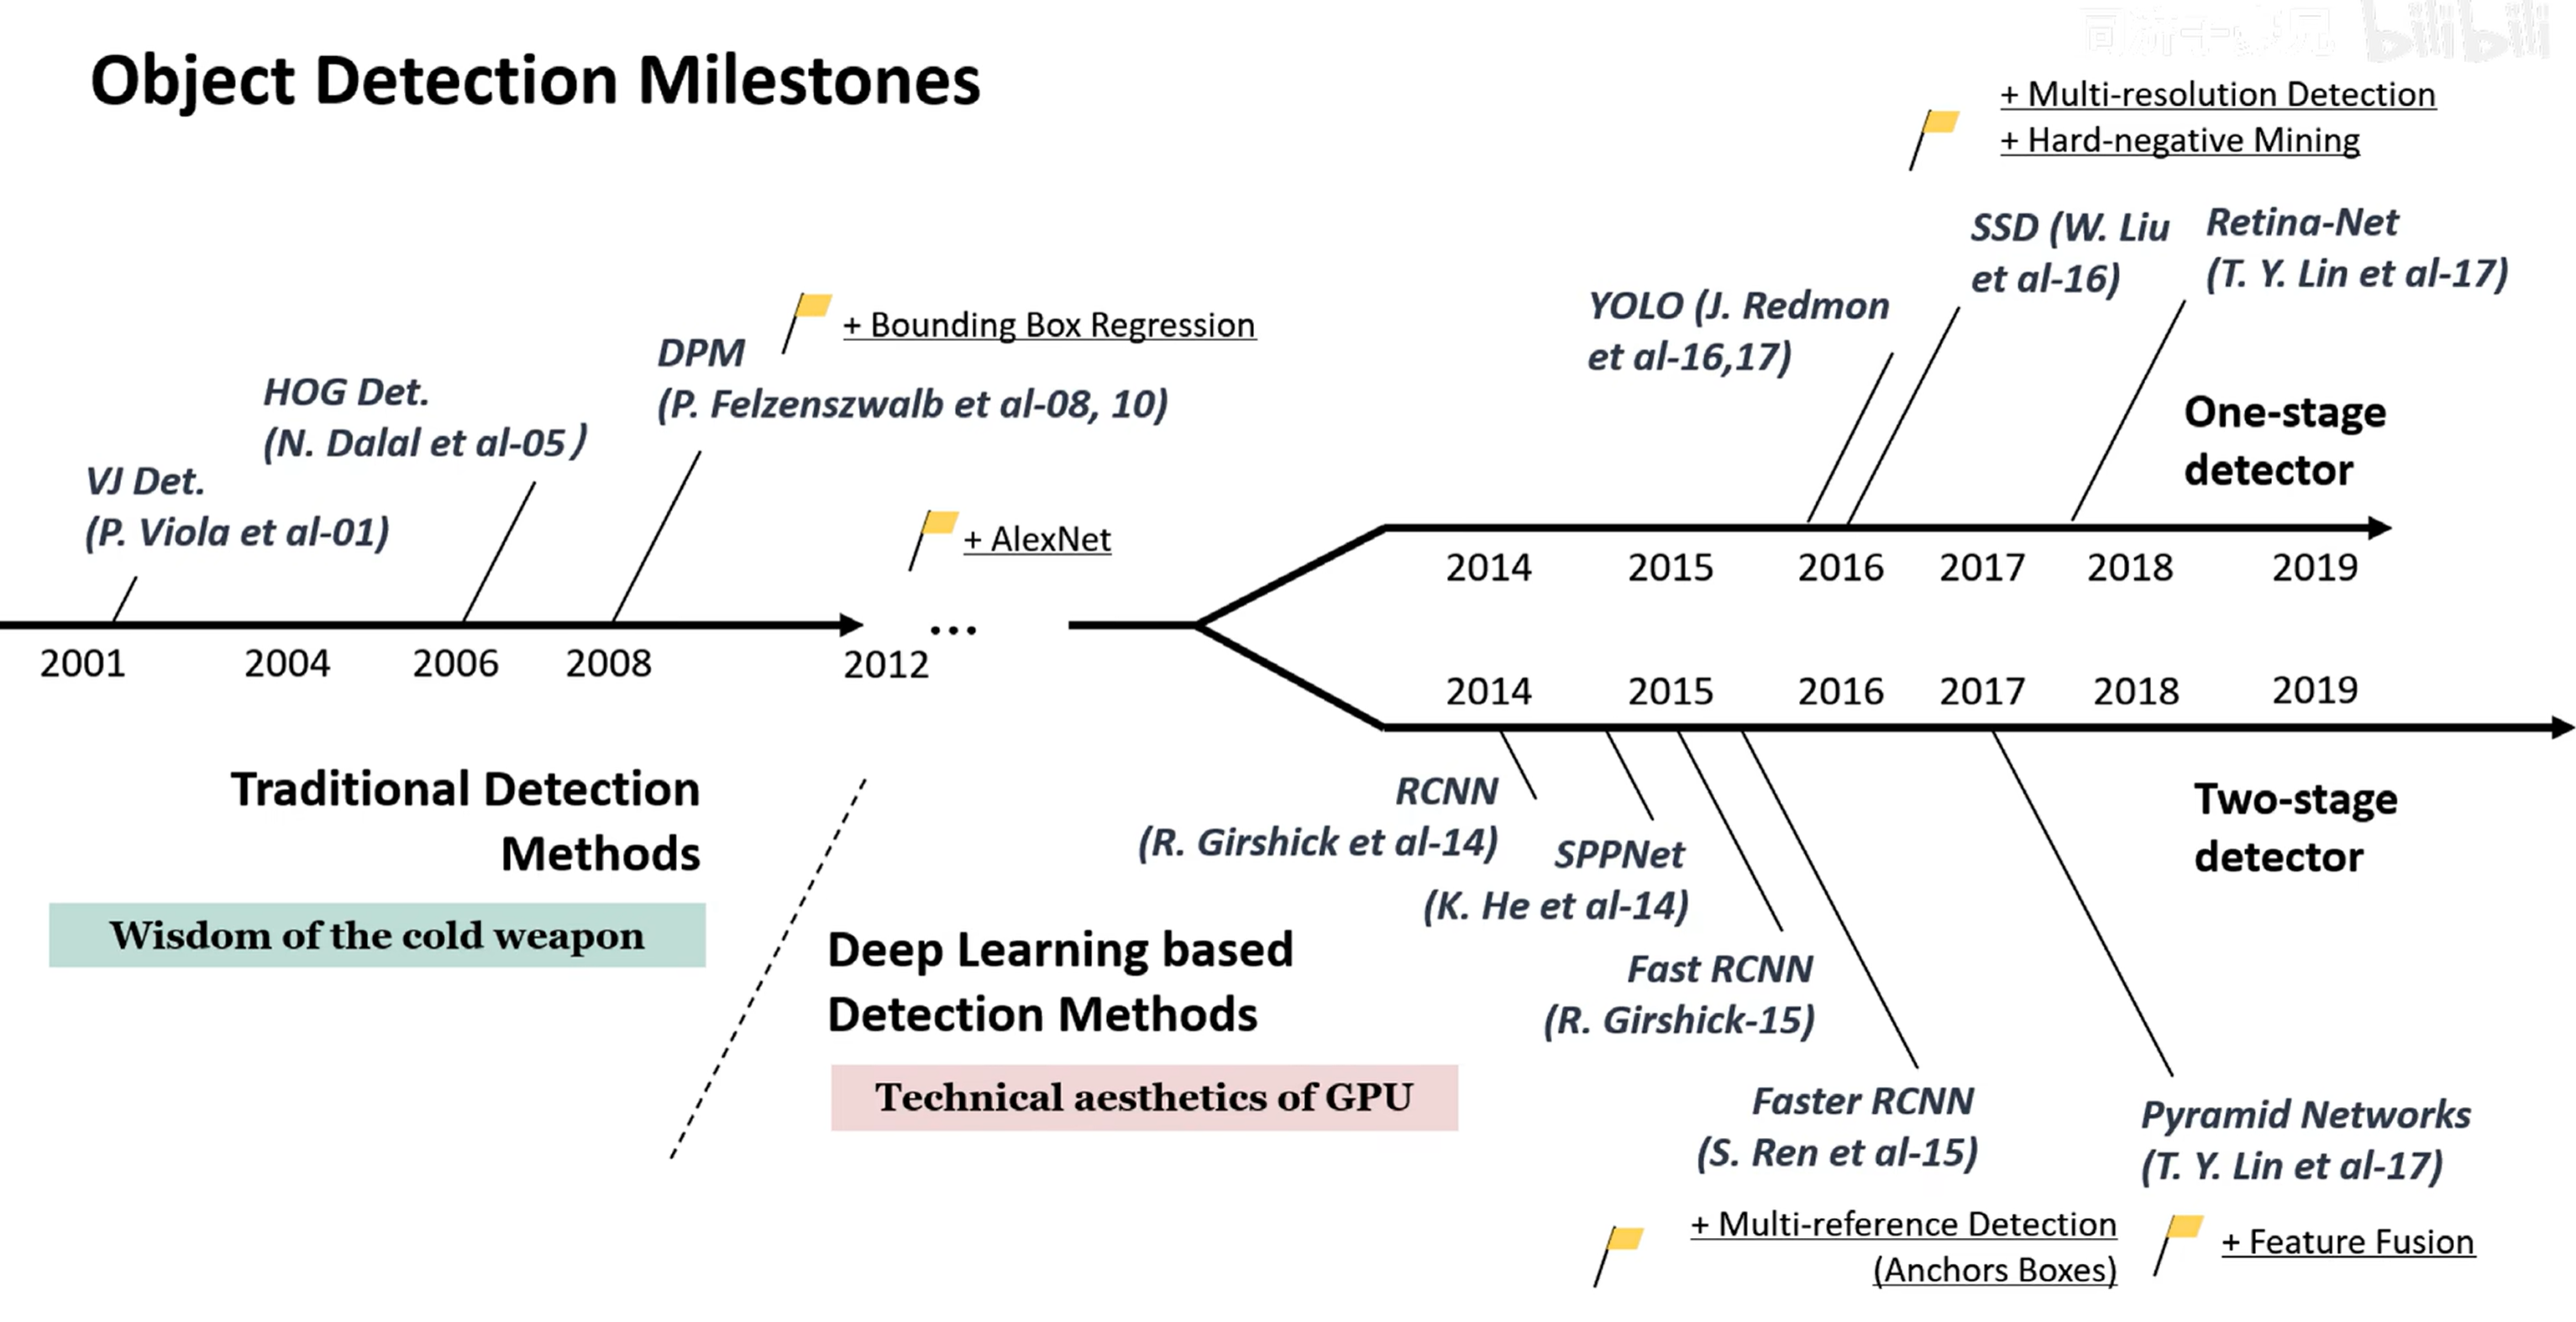 Object Detection Milestones
bilibili
+ Multi-resolution Detection
+ Hard-negative Mining
SSD (W. Liu
et al-16)
Retina-Net
(T. Y. Lin et al-17)
YOLO (J. Redmon
et al-16,17)
+ Bounding Box Regression
DPM
(P. Felzenszwalb et al-08, 10)
HOG Det.
(N. Dalal et al-05)
VJ Det.
(P. Viola et al-01)
+ AlexNet
One-stage
detector
2014 2015 2016 2017 2018 2019
...
2001 2004 2006 2008 2012
2014 2015 2016 2017 2018 2019
Traditional Detection
Methods
Wisdom of the cold weapon
Deep Learning based
Detection Methods
Technical aesthetics of GPU
RCNN
(R. Girshick et al-14)
SPPNet
(K. He et al-14)
Fast RCNN
(R. Girshick-15)
Faster RCNN
(S. Ren et al-15)
+ Multi-reference Detection
(Anchors Boxes)
Two-stage
detector
Pyramid Networks
(T. Y. Lin et al-17)
+ Feature Fusion